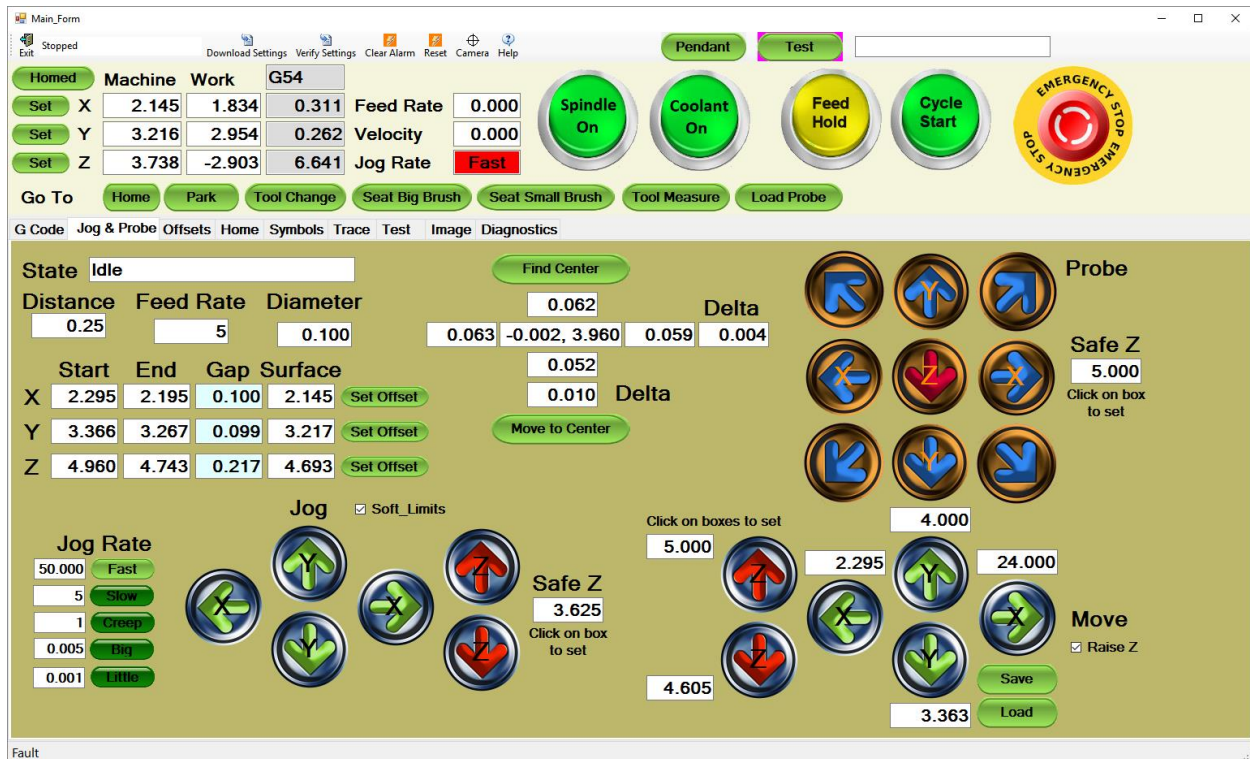 Main_Form
Exit Stopped Download Settings Verify Settings Clear Alarm Reset Camera Help Pendant Test
Homed Machine Work G54
Set X 2.145 1.834 0.311 Feed Rate 0.000
Set Y 3.216 2.954 0.262 Velocity 0.000
Set Z 3.738 -2.903 6.641 Jog Rate Fast
Spindle On Coolant On Feed Hold Cycle Start
EMERGENCY STOP EMERGENCY STOP
Go To Home Park Tool Change Seat Big Brush Seat Small Brush Tool Measure Load Probe
G Code Jog & Probe Offsets Home Symbols Trace Test Image Diagnostics
State Idle
Distance Feed Rate Diameter
0.25 5 0.100
Start End Gap Surface
X 2.295 2.195 0.100 2.145 Set Offset
Y 3.366 3.267 0.099 3.217 Set Offset
Z 4.960 4.743 0.217 4.693 Set Offset
Find Center
0.062 Delta
0.063 -0.002, 3.960 0.059 0.004
0.052
0.010 Delta
Move to Center
Probe
Y
X Z X
Y
Safe Z
5.000
Click on box
to set
Jog Soft_Limits
Jog Rate
50.000 Fast
5 Slow
1 Creep
0.005 Big
0.001 Little
Y Z
X X
Y Z
Safe Z
3.625
Click on box
to set
Click on boxes to set 4.000
5.000 2.295 24.000
Z Y
X X
Z Y
Move
Raise Z
4.605 3.363
Save
Load
Fault